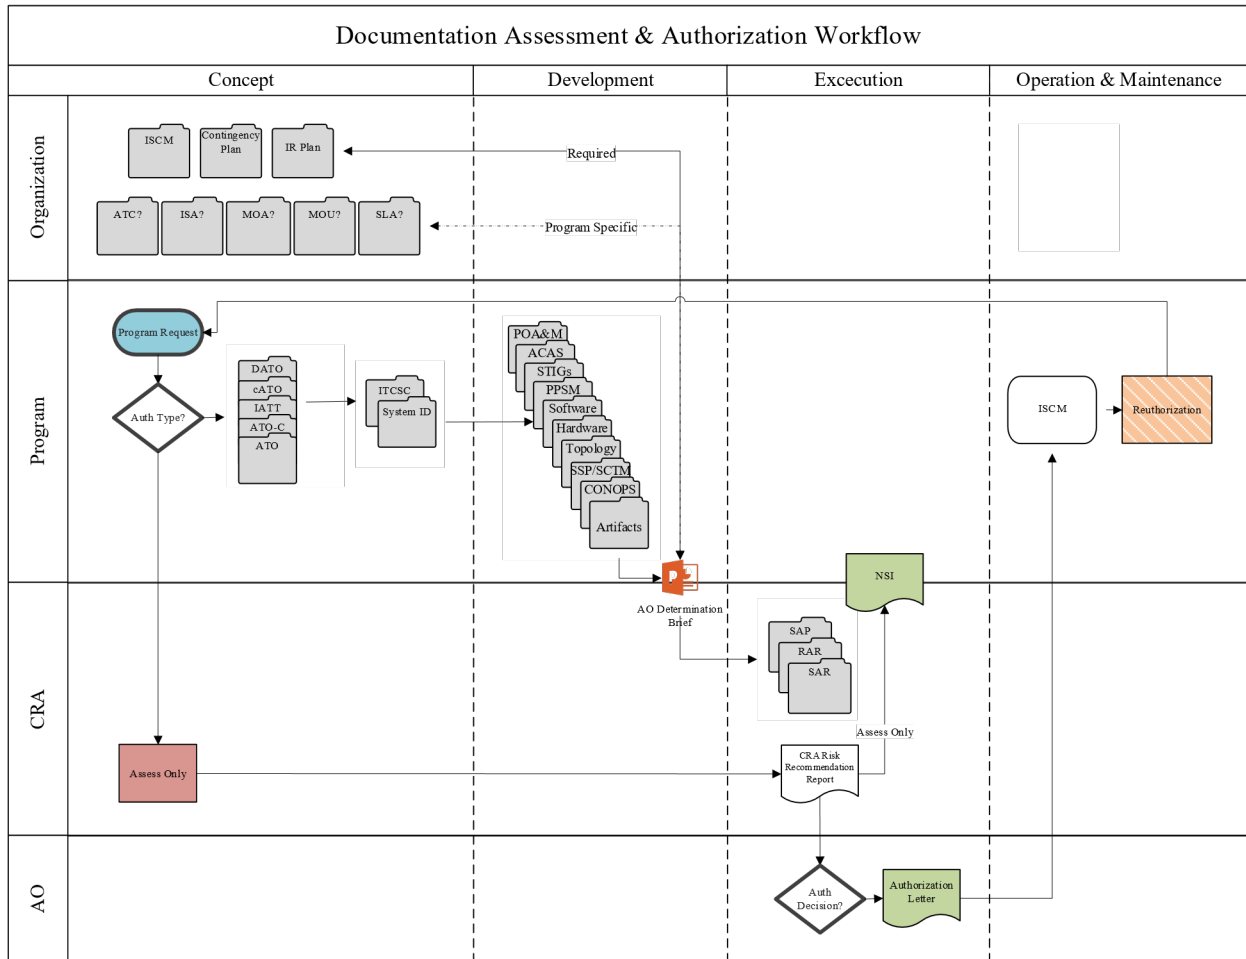 Documentation Assessment & Authorization Workflow
Concept
Development
Excecution
Operation & Maintenance
Organization
ISCM
Contingency
Plan
IR Plan
Required
ATC?
ISA?
MOA?
MOU?
SLA?
Program Specific
Program
Program Request
Auth Type?
DATO
cATO
IATT
ATO-C
ATO
ITCSC
System ID
POA&M
ACAS
STIGs
PPSM
Software
Hardware
Topology
SSP/SCTM
CONOPS
Artifacts
ISCM
Reuthorization
NSI
AO Determination
Brief
CRA
SAP
RAR
SAR
Assess Only
Assess Only
CRA Risk
Recommendation
Report
AO
Auth
Decision?
Authorization
Letter